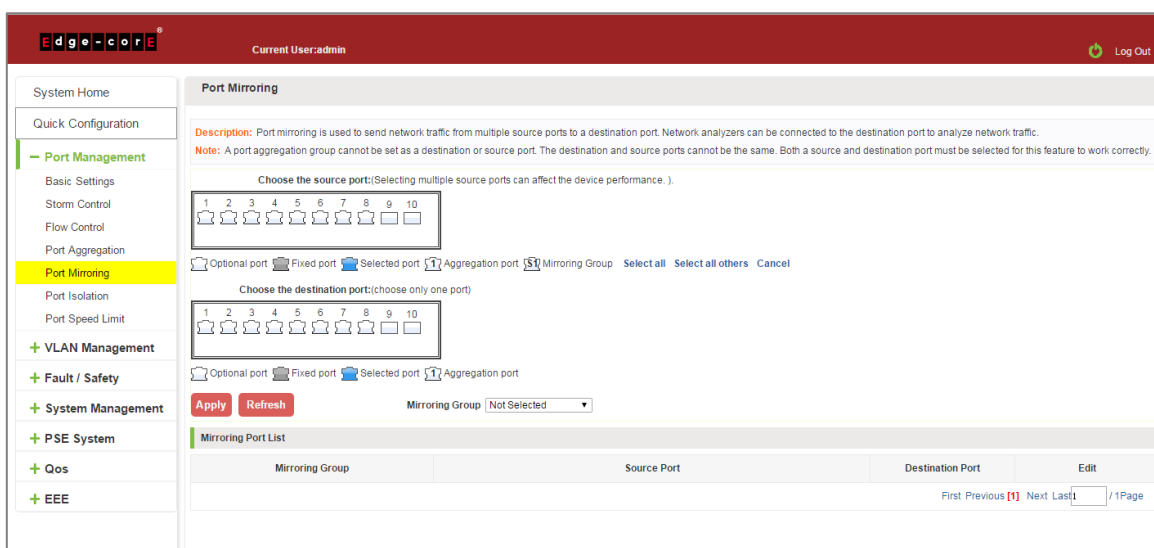 Edge-corE®
Current User:admin
Log Out
System Home
Quick Configuration
− Port Management
Basic Settings
Storm Control
Flow Control
Port Aggregation
Port Mirroring
Port Isolation
Port Speed Limit
+ VLAN Management
+ Fault / Safety
+ System Management
+ PSE System
+ Qos
+ EEE
Port Mirroring
Description: Port mirroring is used to send network traffic from multiple source ports to a destination port. Network analyzers can be connected to the destination port to analyze network traffic.
Note: A port aggregation group cannot be set as a destination or source port. The destination and source ports cannot be the same. Both a source and destination port must be selected for this feature to work correctly.
Choose the source port:(Selecting multiple source ports can affect the device performance. ).
1 2 3 4 5 6 7 8 9 10
Optional port Fixed port Selected port 1 Aggregation port S1 Mirroring Group Select all Select all others Cancel
Choose the destination port:(choose only one port)
1 2 3 4 5 6 7 8 9 10
Optional port Fixed port Selected port 1 Aggregation port
Apply Refresh Mirroring Group Not Selected
Mirroring Port List
Mirroring Group Source Port Destination Port Edit
First Previous [1] Next Last 1 / 1Page